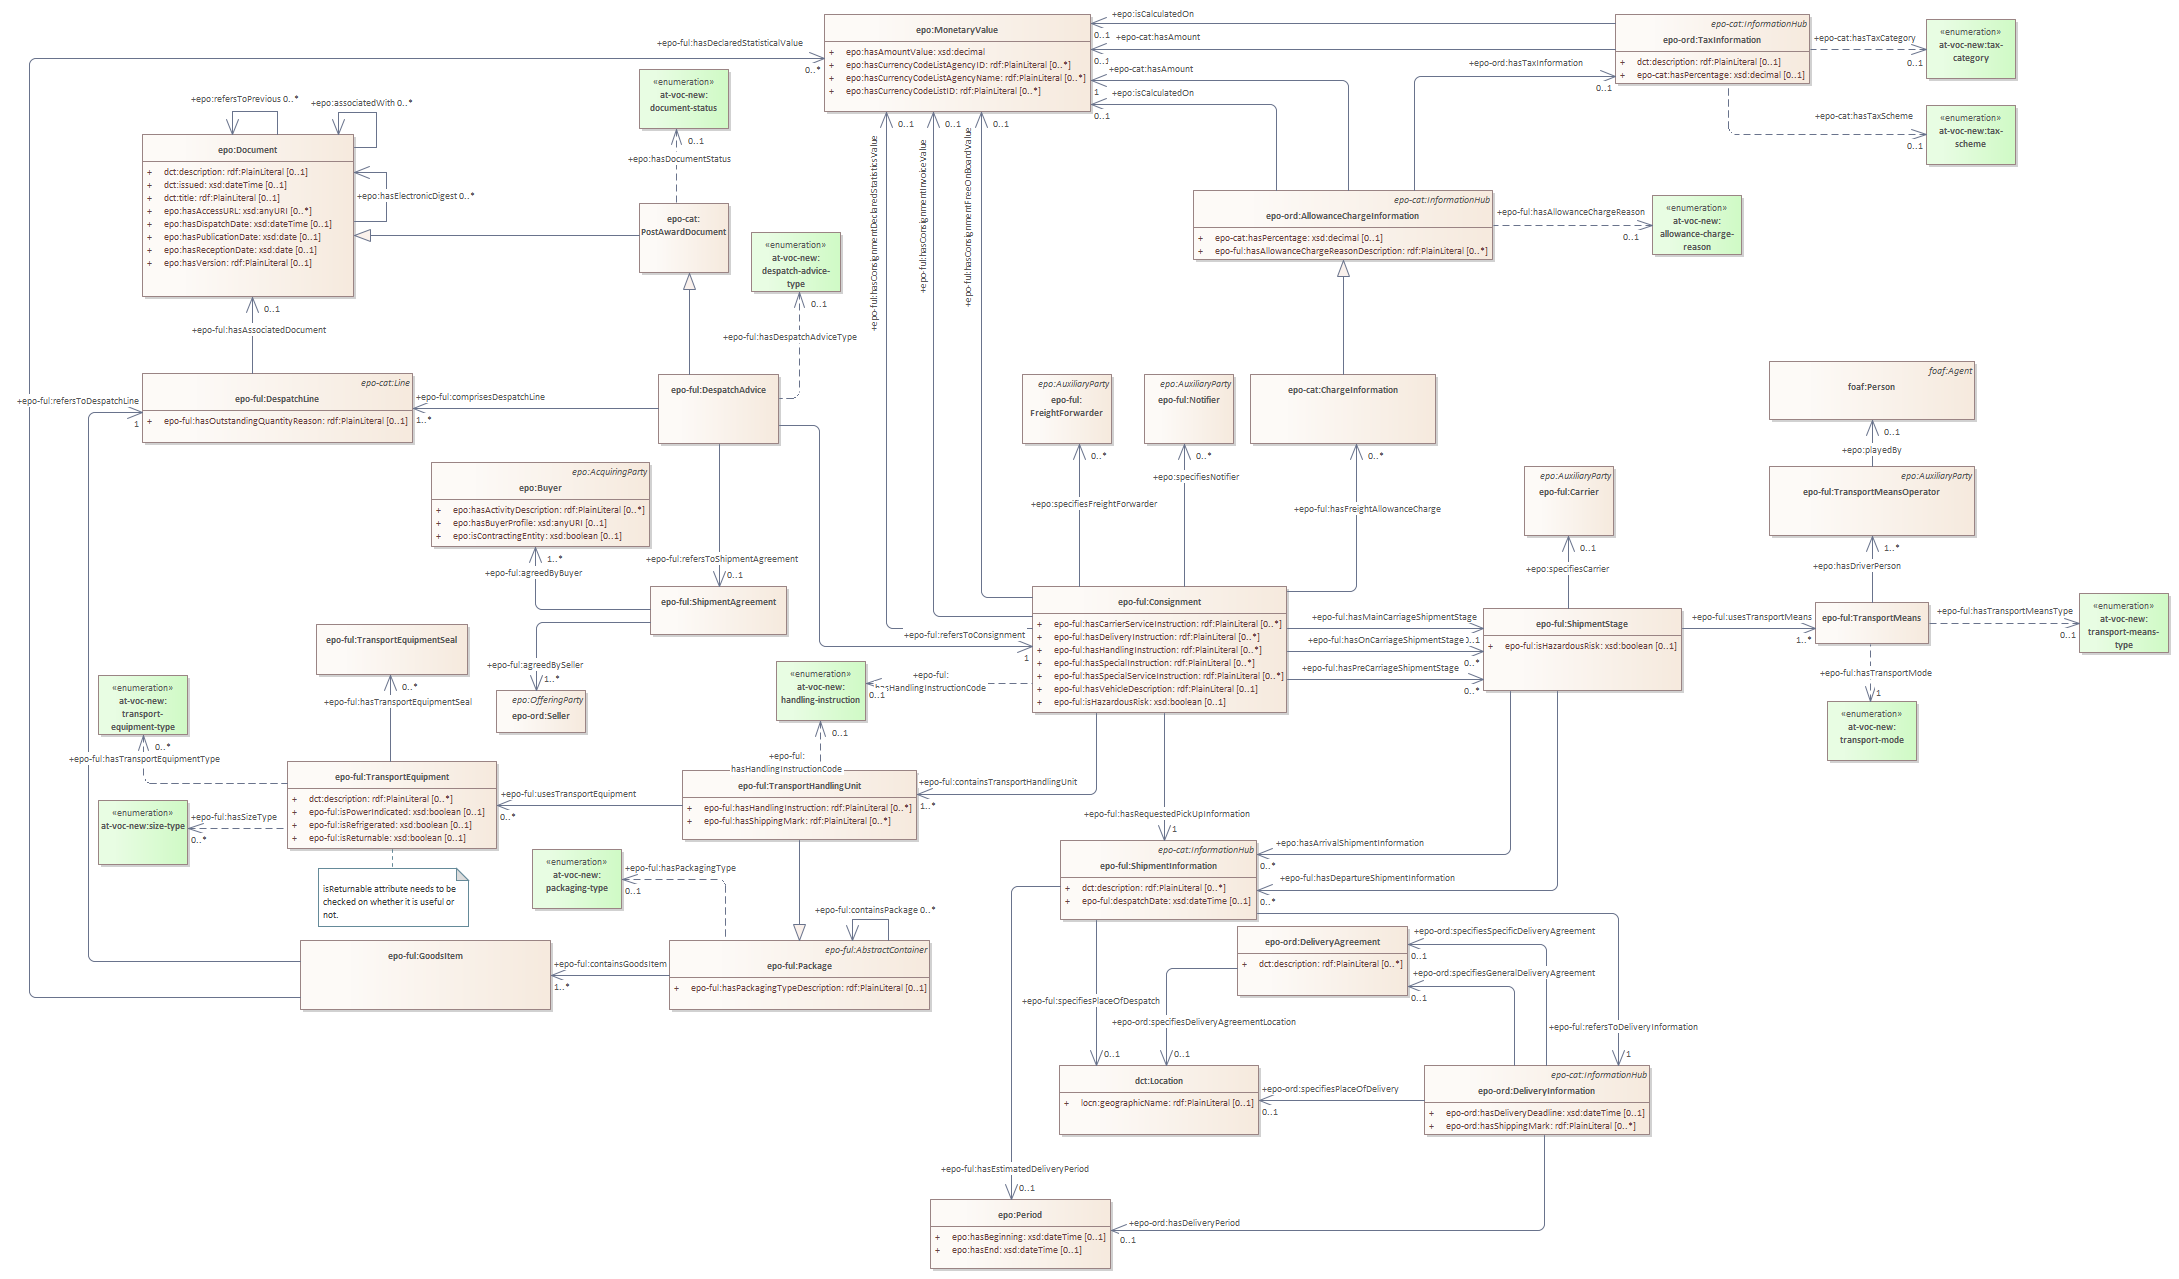 +epo:isCalculatedOn
0..1
+epo-cat:hasAmount
0..1
+epo-cat:hasAmount
1
+epo:isCalculatedOn
0..1
+epo-ful:hasDeclaredStatisticalValue
0..*
epo:MonetaryValue
+ epo:hasAmountValue: xsd:decimal
+ epo:hasCurrencyCodeListAgencyID: rdf:PlainLiteral [0..*]
+ epo:hasCurrencyCodeListAgencyName: rdf:PlainLiteral [0..*]
+ epo:hasCurrencyCodeListID: rdf:PlainLiteral [0..*]
epo-cat:InformationHub
epo-ord:TaxInformation
+ dct:description: rdf:PlainLiteral [0..1]
+ epo-cat:hasPercentage: xsd:decimal [0..1]
+epo-ord:hasTaxInformation
0..1
+epo-cat:hasTaxCategory
0..1
«enumeration»
at-voc-new:tax-
category
+epo-cat:hasTaxScheme
0..1
«enumeration»
at-voc-new:tax-
scheme
+epo:refersToPrevious 0..*
+epo:associatedWith 0..*
epo:Document
+ dct:description: rdf:PlainLiteral [0..1]
+ dct:issued: xsd:dateTime [0..1]
+ dct:title: rdf:PlainLiteral [0..1]
+ epo:hasAccessURL: xsd:anyURI [0..*]
+ epo:hasDispatchDate: xsd:dateTime [0..1]
+ epo:hasPublicationDate: xsd:date [0..1]
+ epo:hasReceptionDate: xsd:date [0..1]
+ epo:hasVersion: rdf:PlainLiteral [0..1]
+epo:hasElectronicDigest 0..*
«enumeration»
at-voc-new:
document-status
0..1
+epo:hasDocumentStatus
epo-cat:
PostAwardDocument
«enumeration»
at-voc-new:
despatch-advice-
type
0..1
+epo-ful:hasDespatchAdviceType
0..1
+epo-ful:hasConsignmentDeclaredStatisticsValue
0..1
+epo-ful:hasConsignmentInvoiceValue
0..1
+epo-ful:hasConsignmentFreeOnBoardValue
epo-cat:InformationHub
epo-ord:AllowanceChargeInformation
+ epo-cat:hasPercentage: xsd:decimal [0..1]
+ epo-ful:hasAllowanceChargeReasonDescription: rdf:PlainLiteral [0..*]
+epo-ful:hasAllowanceChargeReason
0..1
«enumeration»
at-voc-new:
allowance-charge-
reason
0..1
+epo-ful:hasAssociatedDocument
+epo-ful:refersToDespatchLine
1
epo-cat:Line
epo-ful:DespatchLine
+ epo-ful:hasOutstandingQuantityReason: rdf:PlainLiteral [0..1]
+epo-ful:comprisesDespatchLine
1..*
epo-ful:DespatchAdvice
epo:AuxiliaryParty
epo-ful:
FreightForwarder
0..*
+epo:specifiesFreightForwarder
epo:AuxiliaryParty
epo-ful:Notifier
0..*
+epo:specifiesNotifier
epo-cat:ChargeInformation
0..*
+epo-ful:hasFreightAllowanceCharge
foaf:Agent
foaf:Person
0..1
+epo:playedBy
epo:AuxiliaryParty
epo-ful:Carrier
0..1
+epo:specifiesCarrier
epo:AuxiliaryParty
epo-ful:TransportMeansOperator
1..*
+epo:hasDriverPerson
epo:AcquiringParty
epo:Buyer
+ epo:hasActivityDescription: rdf:PlainLiteral [0..*]
+ epo:hasBuyerProfile: xsd:anyURI [0..1]
+ epo:isContractingEntity: xsd:boolean [0..1]
1..*
+epo-ful:agreedByBuyer
+epo-ful:refersToShipmentAgreement
0..1
epo-ful:ShipmentAgreement
+epo-ful:agreedBySeller
1..*
epo:OfferingParty
epo-ord:Seller
+epo-ful:refersToConsignment
1
epo-ful:Consignment
+ epo-ful:hasCarrierServiceInstruction: rdf:PlainLiteral [0..*]
+ epo-ful:hasDeliveryInstruction: rdf:PlainLiteral [0..*]
+ epo-ful:hasHandlingInstruction: rdf:PlainLiteral [0..*]
+ epo-ful:hasSpecialInstruction: rdf:PlainLiteral [0..*]
+ epo-ful:hasSpecialServiceInstruction: rdf:PlainLiteral [0..*]
+ epo-ful:hasVehicleDescription: rdf:PlainLiteral [0..1]
+ epo-ful:isHazardousRisk: xsd:boolean [0..1]
+epo-ful:hasMainCarriageShipmentStage
0..1
+epo-ful:hasOnCarriageShipmentStage
0..*
+epo-ful:hasPreCarriageShipmentStage
0..*
epo-ful:ShipmentStage
+ epo-ful:isHazardousRisk: xsd:boolean [0..1]
+epo-ful:usesTransportMeans
1..*
epo-ful:TransportMeans
+epo-ful:hasTransportMeansType
0..1
«enumeration»
at-voc-new:
transport-means-
type
+epo-ful:hasTransportMode
1
«enumeration»
at-voc-new:
transport-mode
epo-ful:TransportEquipmentSeal
0..*
+epo-ful:hasTransportEquipmentSeal
«enumeration»
at-voc-new:
transport-
equipment-type
0..*
+epo-ful:hasTransportEquipmentType
«enumeration»
at-voc-new:
handling-instruction
+epo-ful:
hasHandlingInstructionCode
0..1
0..1
+epo-ful:
hasHandlingInstructionCode
epo-ful:TransportEquipment
+ dct:description: rdf:PlainLiteral [0..*]
+ epo-ful:isPowerIndicated: xsd:boolean [0..1]
+ epo-ful:isRefrigerated: xsd:boolean [0..1]
+ epo-ful:isReturnable: xsd:boolean [0..1]
+epo-ful:usesTransportEquipment
0..*
epo-ful:TransportHandlingUnit
+ epo-ful:hasHandlingInstruction: rdf:PlainLiteral [0..*]
+ epo-ful:hasShippingMark: rdf:PlainLiteral [0..*]
+epo-ful:containsTransportHandlingUnit
1..*
«enumeration»
at-voc-new:size-type
+epo-ful:hasSizeType
0..*
isReturnable attribute needs to be
checked on whether it is useful or
not.
«enumeration»
at-voc-new:
packaging-type
+epo-ful:hasPackagingType
0..1
+epo-ful:containsPackage 0..*
epo-ful:GoodsItem
+epo-ful:containsGoodsItem
1..*
epo-ful:AbstractContainer
epo-ful:Package
+ epo-ful:hasPackagingTypeDescription: rdf:PlainLiteral [0..1]
+epo-ful:hasRequestedPickUpInformation
1
epo-cat:InformationHub
epo-ful:ShipmentInformation
+ dct:description: rdf:PlainLiteral [0..*]
+ epo-ful:despatchDate: xsd:dateTime [0..1]
+epo-ful:hasArrivalShipmentInformation
0..*
+epo-ful:hasDepartureShipmentInformation
0..*
epo-ord:DeliveryAgreement
+ dct:description: rdf:PlainLiteral [0..*]
+epo-ord:specifiesSpecificDeliveryAgreement
0..1
+epo-ord:specifiesGeneralDeliveryAgreement
0..1
+epo-ful:specifiesPlaceOfDespatch
0..1
+epo-ord:specifiesDeliveryAgreementLocation
0..1
+epo-ful:refersToDeliveryInformation
1
dct:Location
+ locn:geographicName: rdf:PlainLiteral [0..1]
+epo-ord:specifiesPlaceOfDelivery
0..1
epo-cat:InformationHub
epo-ord:DeliveryInformation
+ epo-ord:hasDeliveryDeadline: xsd:dateTime [0..1]
+ epo-ord:hasShippingMark: rdf:PlainLiteral [0..*]
+epo-ful:hasEstimatedDeliveryPeriod
0..1
epo:Period
+ epo:hasBeginning: xsd:dateTime [0..1]
+ epo:hasEnd: xsd:dateTime [0..1]
+epo-ord:hasDeliveryPeriod
0..1